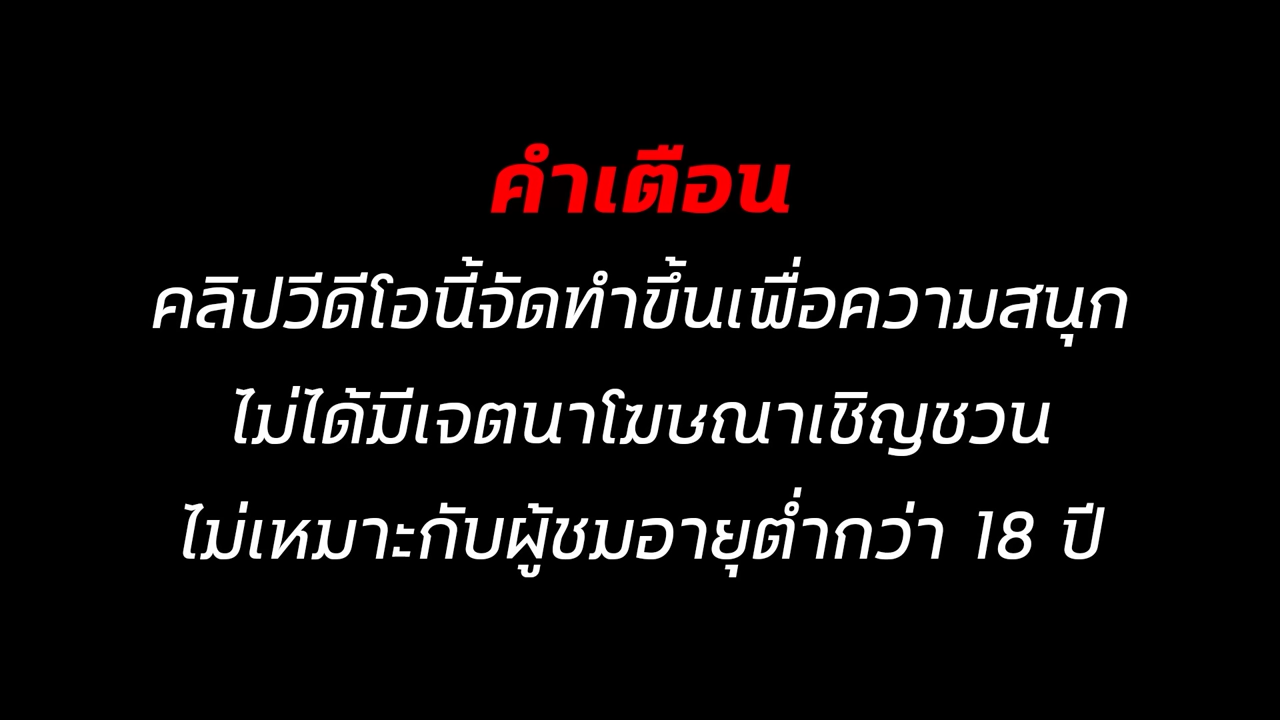 คำเตือน
คลิปวีดีโอนี้จัดทำขึ้นเพื่อความสนุก
ไม่ได้มีเจตนาโฆษณาเชิญชวน
ไม่เหมาะกับผู้ชมอายุต่ำกว่า 18 ปี